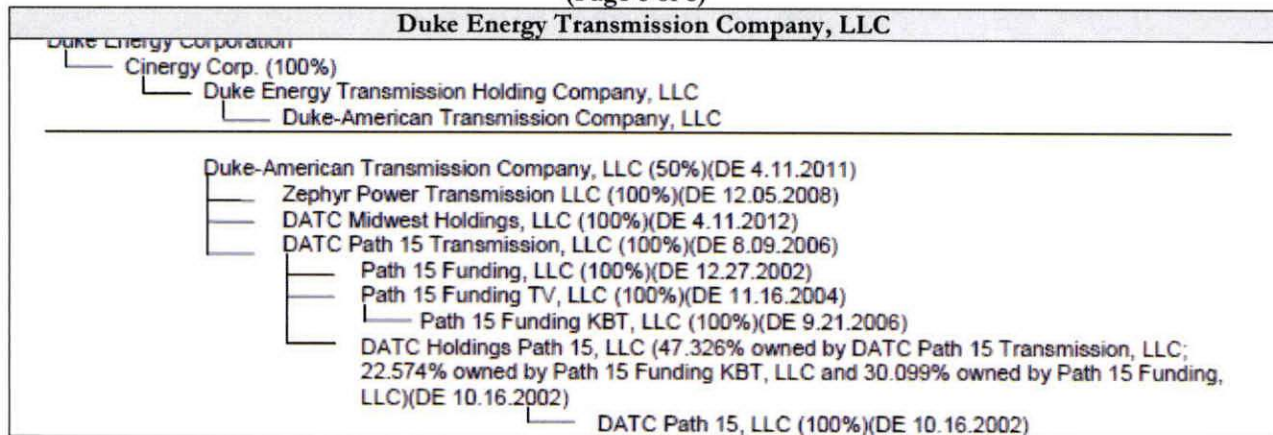 Duke Energy Transmission Company, LLC
Duke Energy Corporation
Cinergy Corp. (100%)
Duke Energy Transmission Holding Company, LLC
Duke-American Transmission Company, LLC
Duke-American Transmission Company, LLC (50%)(DE 4.11.2011)
Zephyr Power Transmission LLC (100%)(DE 12.05.2008)
DATC Midwest Holdings, LLC (100%)(DE 4.11.2012)
DATC Path 15 Transmission, LLC (100%)(DE 8.09.2006)
Path 15 Funding, LLC (100%)(DE 12.27.2002)
Path 15 Funding TV, LLC (100%)(DE 11.16.2004)
Path 15 Funding KBT, LLC (100%)(DE 9.21.2006)
DATC Holdings Path 15, LLC (47.326% owned by DATC Path 15 Transmission, LLC;
22.574% owned by Path 15 Funding KBT, LLC and 30.099% owned by Path 15 Funding,
LLC)(DE 10.16.2002)
DATC Path 15, LLC (100%)(DE 10.16.2002)